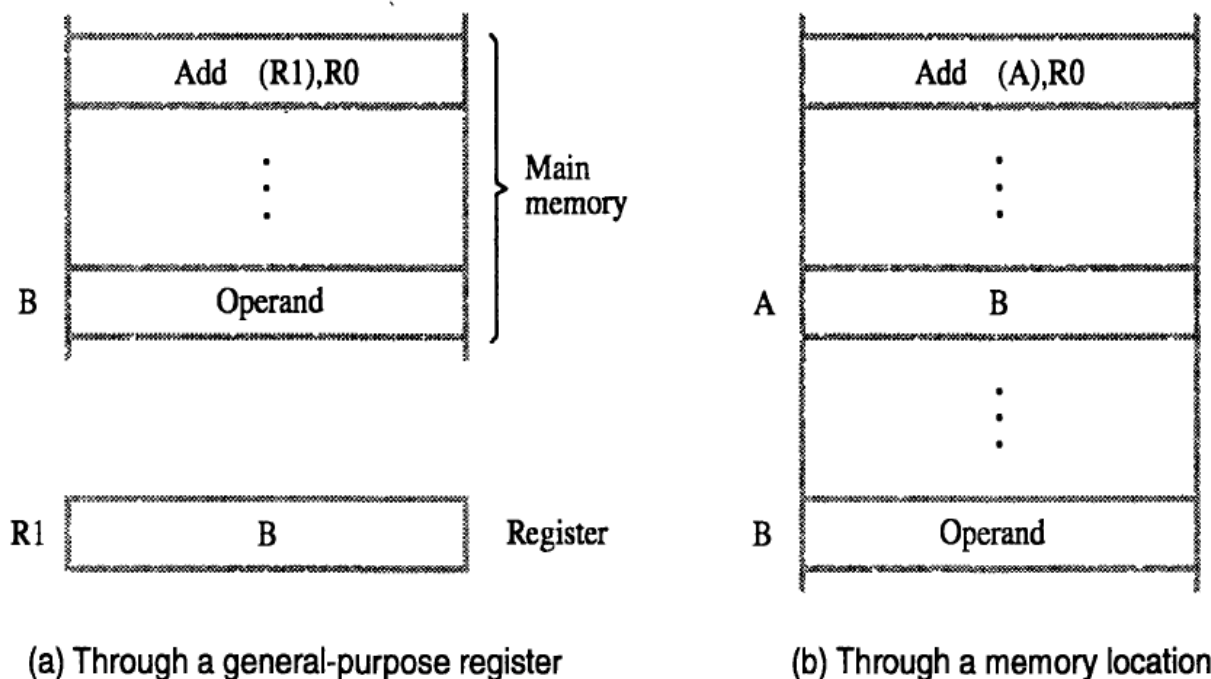 Add (R1),R0
Main
memory
B
Operand
R1
B
Register
(a) Through a general-purpose register
Add (A),R0
A
B
B
Operand
(b) Through a memory location